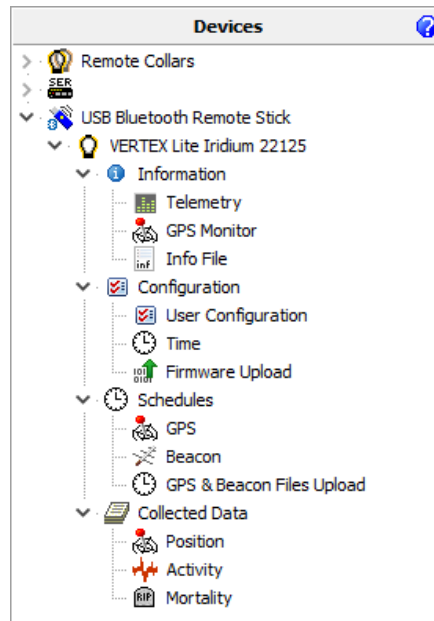 Devices
Remote Collars
SER
USB Bluetooth Remote Stick
VERTEX Lite Iridium 22125
Information
Telemetry
GPS Monitor
inf Info File
Configuration
User Configuration
Time
Firmware Upload
Schedules
GPS
Beacon
GPS & Beacon Files Upload
Collected Data
Position
Activity
RIP Mortality